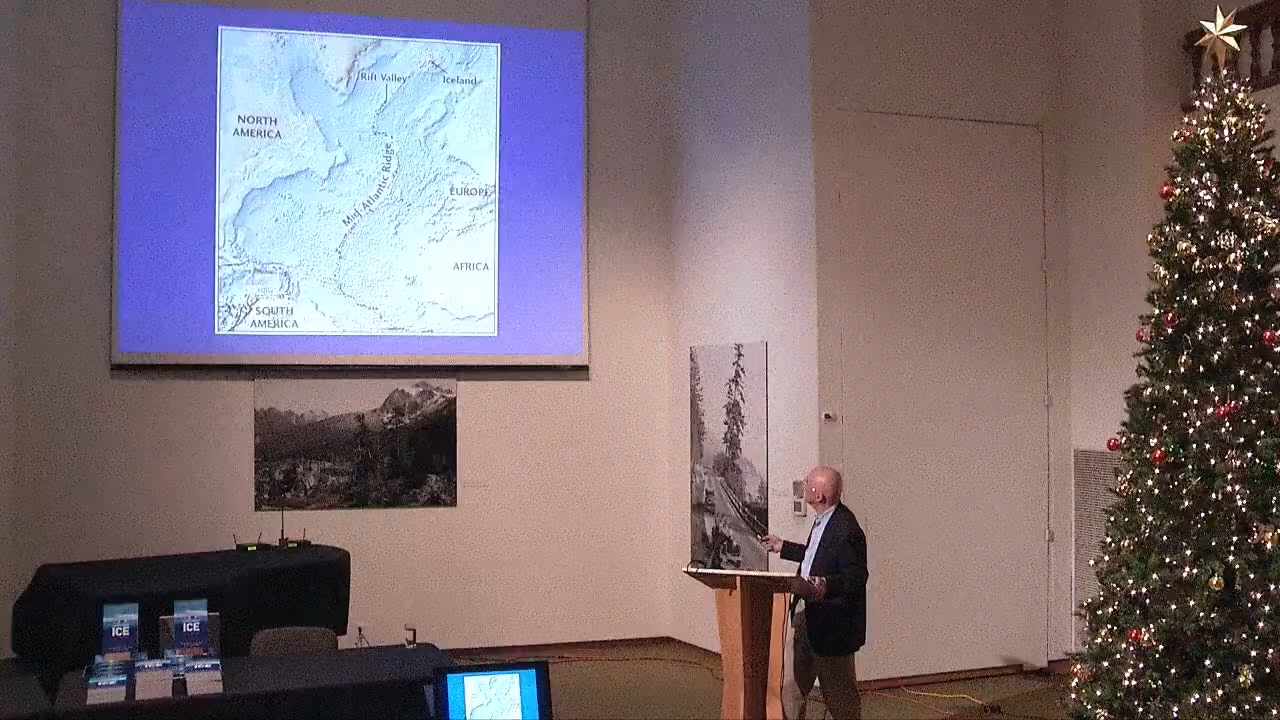 Rift Valley
Iceland
NORTH
AMERICA
Mid-Atlantic Ridge
EUROPE
AFRICA
SOUTH
AMERICA
ICE
ICE